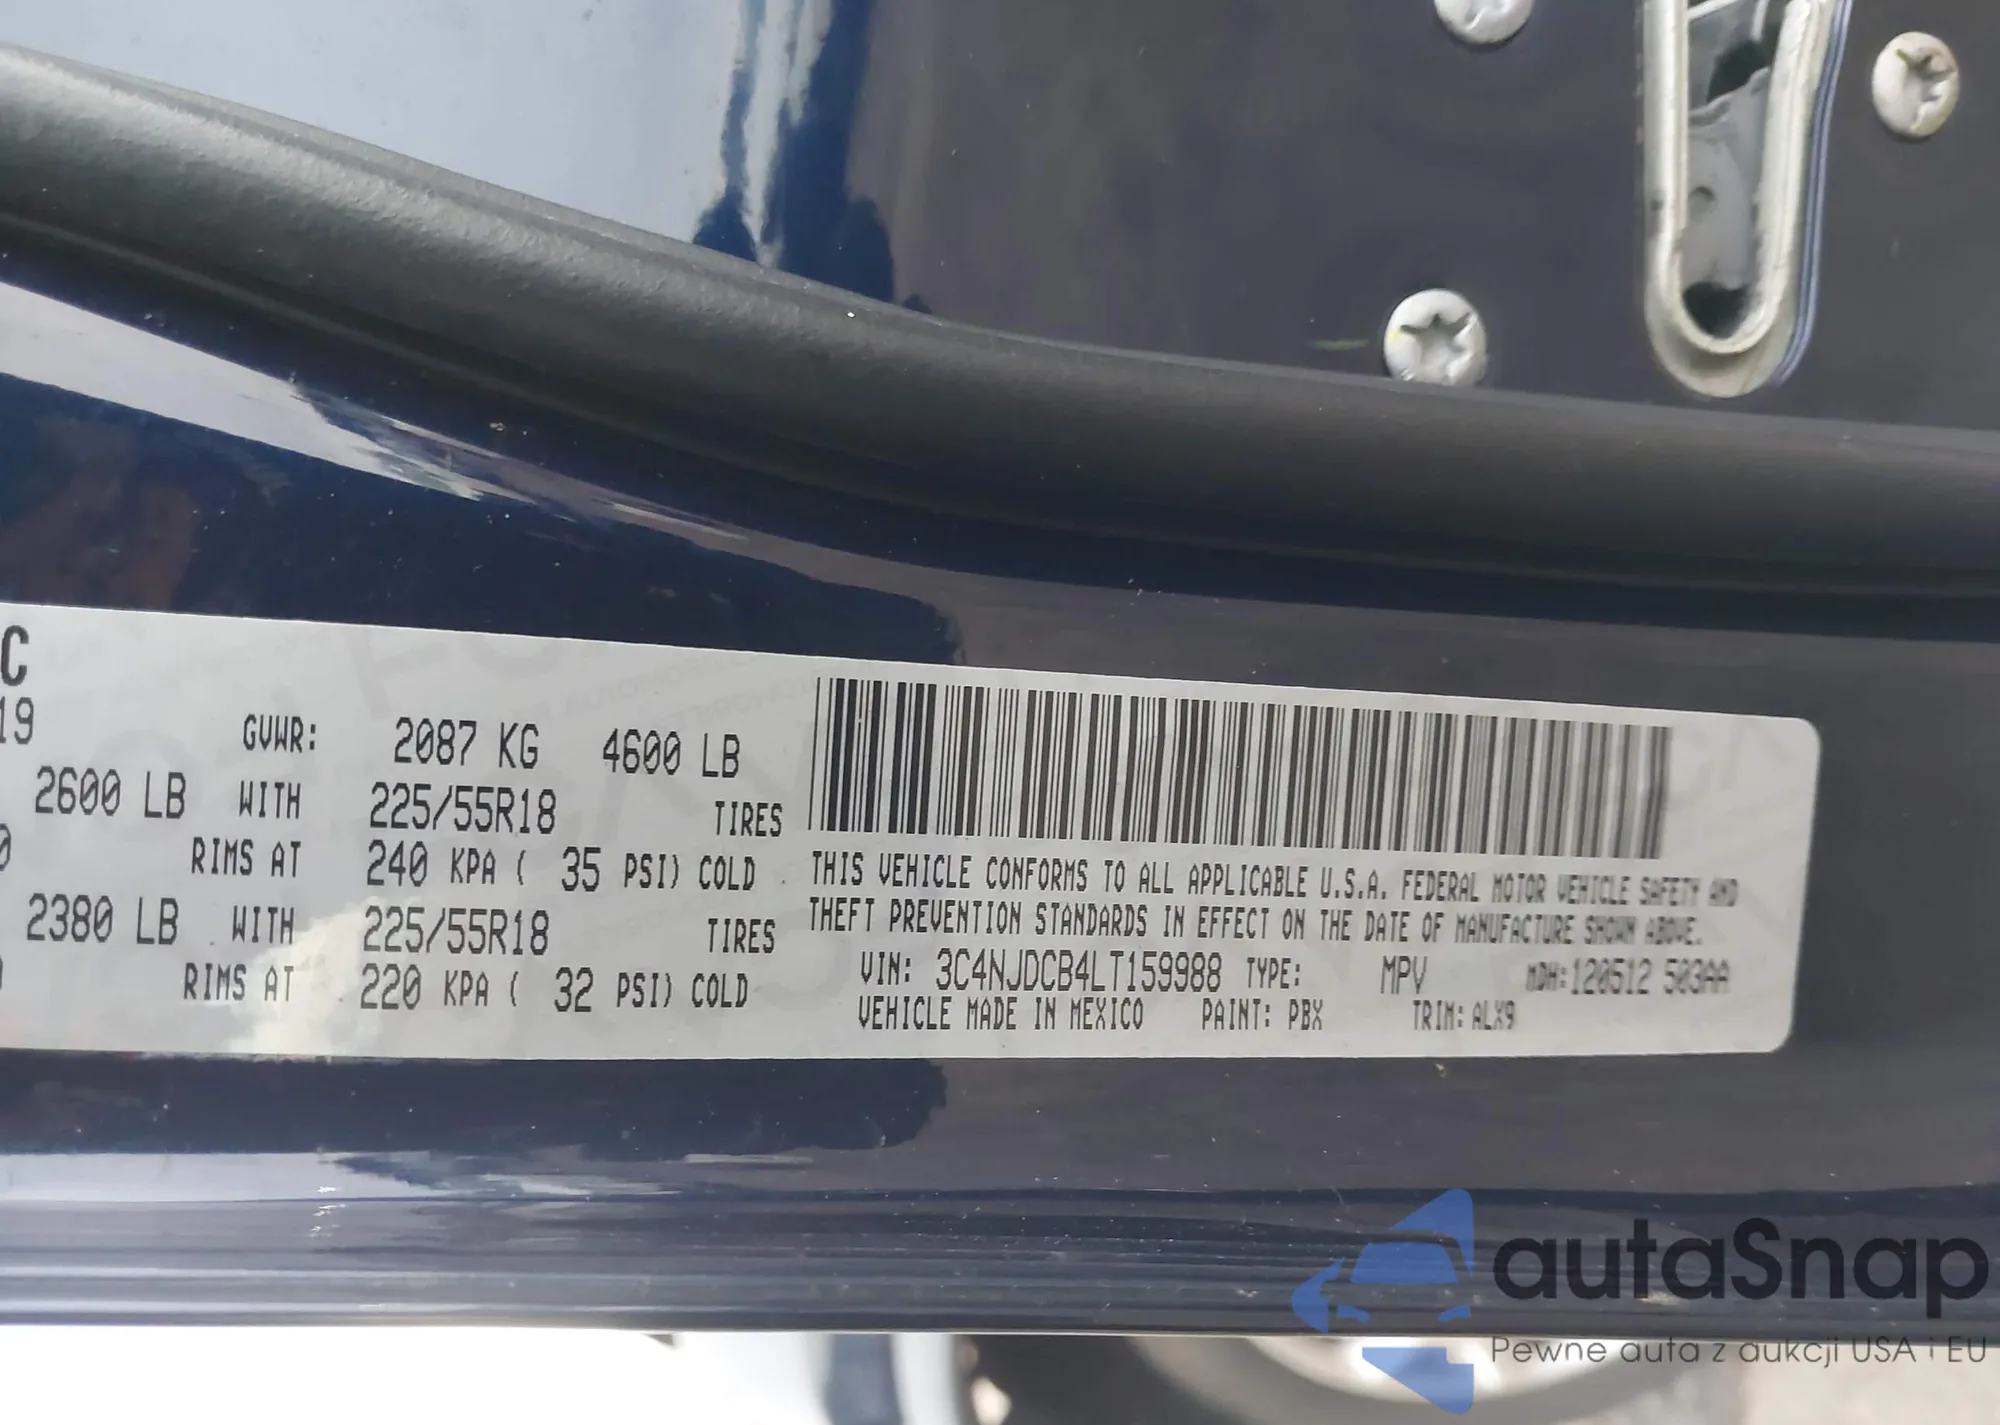 C
19 GVWR: 2087 KG 4600 LB
2600 LB WITH 225/55R18 TIRES
0 RIMS AT 240 KPA ( 35 PSI) COLD
2380 LB WITH 225/55R18 TIRES
RIMS AT 220 KPA ( 32 PSI) COLD
THIS VEHICLE CONFORMS TO ALL APPLICABLE U.S.A. FEDERAL MOTOR VEHICLE SAFETY AND
THEFT PREVENTION STANDARDS IN EFFECT ON THE DATE OF MANUFACTURE SHOWN ABOVE.
VIN: 3C4NJDCB4LT159988 TYPE: MPV MDH:120512 503AA
VEHICLE MADE IN MEXICO PAINT: PBX TRIM: ALX9
autaSnap
Pewne auta z aukcji USA i EU